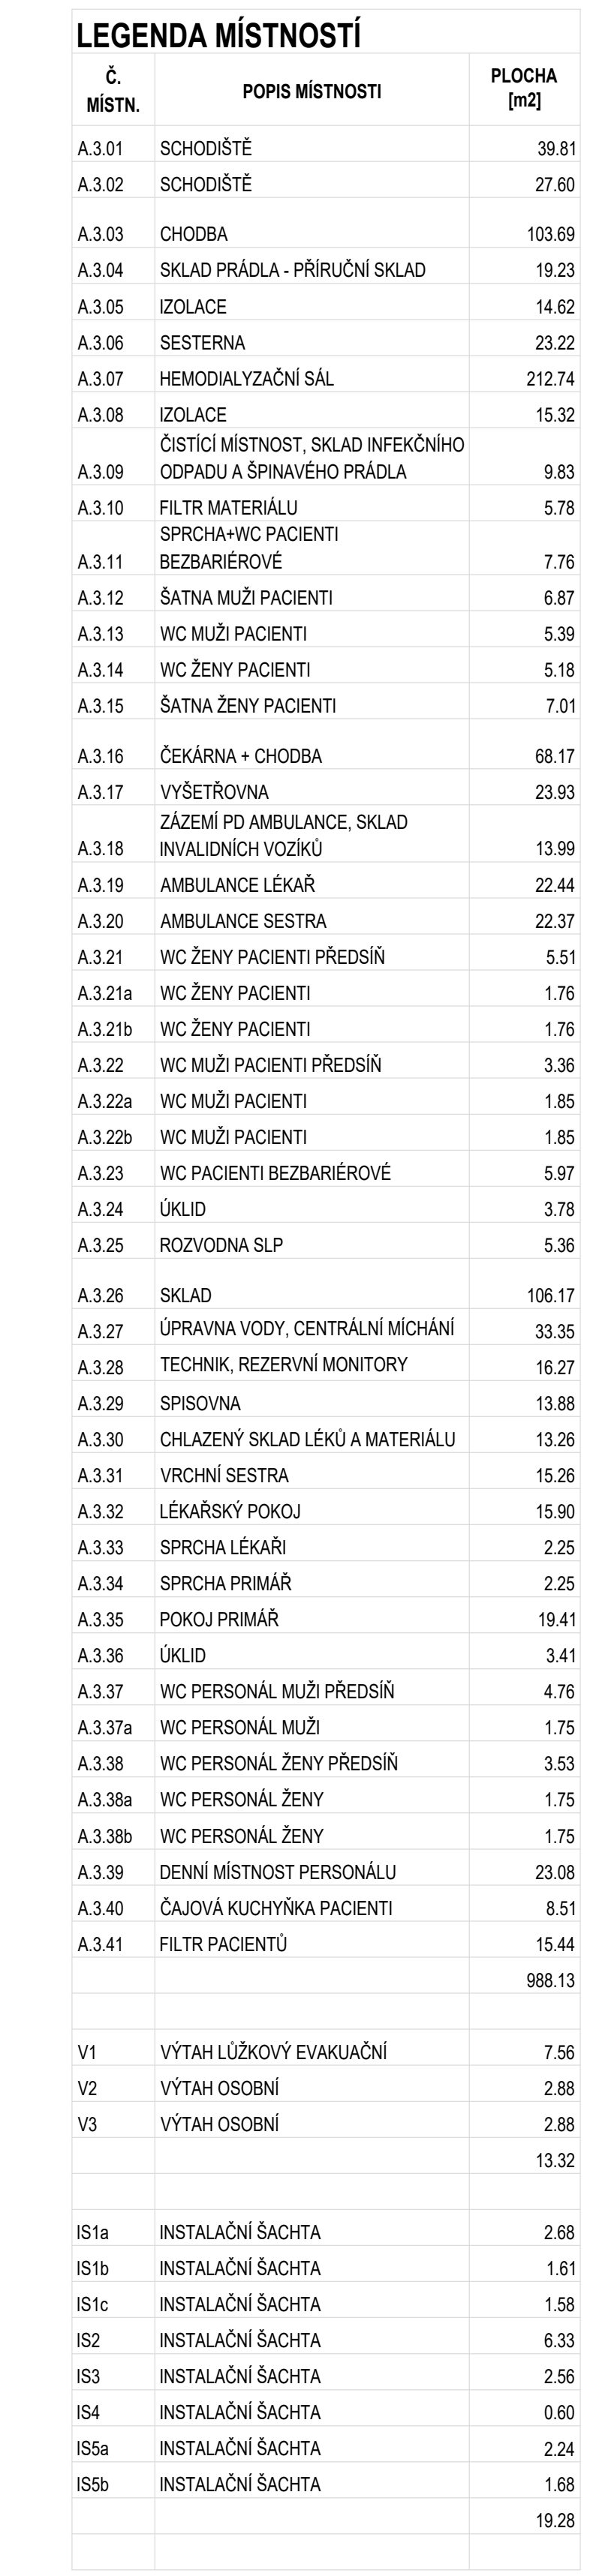 LEGENDA MÍSTNOSTÍ
Č. MÍSTN. POPIS MÍSTNOSTI PLOCHA [m2]
A.3.01 SCHODIŠTĚ 39.81
A.3.02 SCHODIŠTĚ 27.60
A.3.03 CHODBA 103.69
A.3.04 SKLAD PRÁDLA - PŘÍRUČNÍ SKLAD 19.23
A.3.05 IZOLACE 14.62
A.3.06 SESTERNA 23.22
A.3.07 HEMODIALYZAČNÍ SÁL 212.74
A.3.08 IZOLACE 15.32
ČISTÍCÍ MÍSTNOST, SKLAD INFEKČNÍHO
A.3.09 ODPADU A ŠPINAVÉHO PRÁDLA 9.83
A.3.10 FILTR MATERIÁLU 5.78
SPRCHA+WC PACIENTI
A.3.11 BEZBARIÉROVÉ 7.76
A.3.12 ŠATNA MUŽI PACIENTI 6.87
A.3.13 WC MUŽI PACIENTI 5.39
A.3.14 WC ŽENY PACIENTI 5.18
A.3.15 ŠATNA ŽENY PACIENTI 7.01
A.3.16 ČEKÁRNA + CHODBA 68.17
A.3.17 VYŠETŘOVNA 23.93
ZÁZEMÍ PD AMBULANCE, SKLAD
A.3.18 INVALIDNÍCH VOZÍKŮ 13.99
A.3.19 AMBULANCE LÉKAŘ 22.44
A.3.20 AMBULANCE SESTRA 22.37
A.3.21 WC ŽENY PACIENTI PŘEDSÍŇ 5.51
A.3.21a WC ŽENY PACIENTI 1.76
A.3.21b WC ŽENY PACIENTI 1.76
A.3.22 WC MUŽI PACIENTI PŘEDSÍŇ 3.36
A.3.22a WC MUŽI PACIENTI 1.85
A.3.22b WC MUŽI PACIENTI 1.85
A.3.23 WC PACIENTI BEZBARIÉROVÉ 5.97
A.3.24 ÚKLID 3.78
A.3.25 ROZVODNA SLP 5.36
A.3.26 SKLAD 106.17
A.3.27 ÚPRAVNA VODY, CENTRÁLNÍ MÍCHÁNÍ 33.35
A.3.28 TECHNIK, REZERVNÍ MONITORY 16.27
A.3.29 SPISOVNA 13.88
A.3.30 CHLAZENÝ SKLAD LÉKŮ A MATERIÁLU 13.26
A.3.31 VRCHNÍ SESTRA 15.26
A.3.32 LÉKAŘSKÝ POKOJ 15.90
A.3.33 SPRCHA LÉKAŘI 2.25
A.3.34 SPRCHA PRIMÁŘ 2.25
A.3.35 POKOJ PRIMÁŘ 19.41
A.3.36 ÚKLID 3.41
A.3.37 WC PERSONÁL MUŽI PŘEDSÍŇ 4.76
A.3.37a WC PERSONÁL MUŽI 1.75
A.3.38 WC PERSONÁL ŽENY PŘEDSÍŇ 3.53
A.3.38a WC PERSONÁL ŽENY 1.75
A.3.38b WC PERSONÁL ŽENY 1.75
A.3.39 DENNÍ MÍSTNOST PERSONÁLU 23.08
A.3.40 ČAJOVÁ KUCHYŇKA PACIENTI 8.51
A.3.41 FILTR PACIENTŮ 15.44
988.13
V1 VÝTAH LŮŽKOVÝ EVAKUAČNÍ 7.56
V2 VÝTAH OSOBNÍ 2.88
V3 VÝTAH OSOBNÍ 2.88
13.32
IS1a INSTALAČNÍ ŠACHTA 2.68
IS1b INSTALAČNÍ ŠACHTA 1.61
IS1c INSTALAČNÍ ŠACHTA 1.58
IS2 INSTALAČNÍ ŠACHTA 6.33
IS3 INSTALAČNÍ ŠACHTA 2.56
IS4 INSTALAČNÍ ŠACHTA 0.60
IS5a INSTALAČNÍ ŠACHTA 2.24
IS5b INSTALAČNÍ ŠACHTA 1.68
19.28